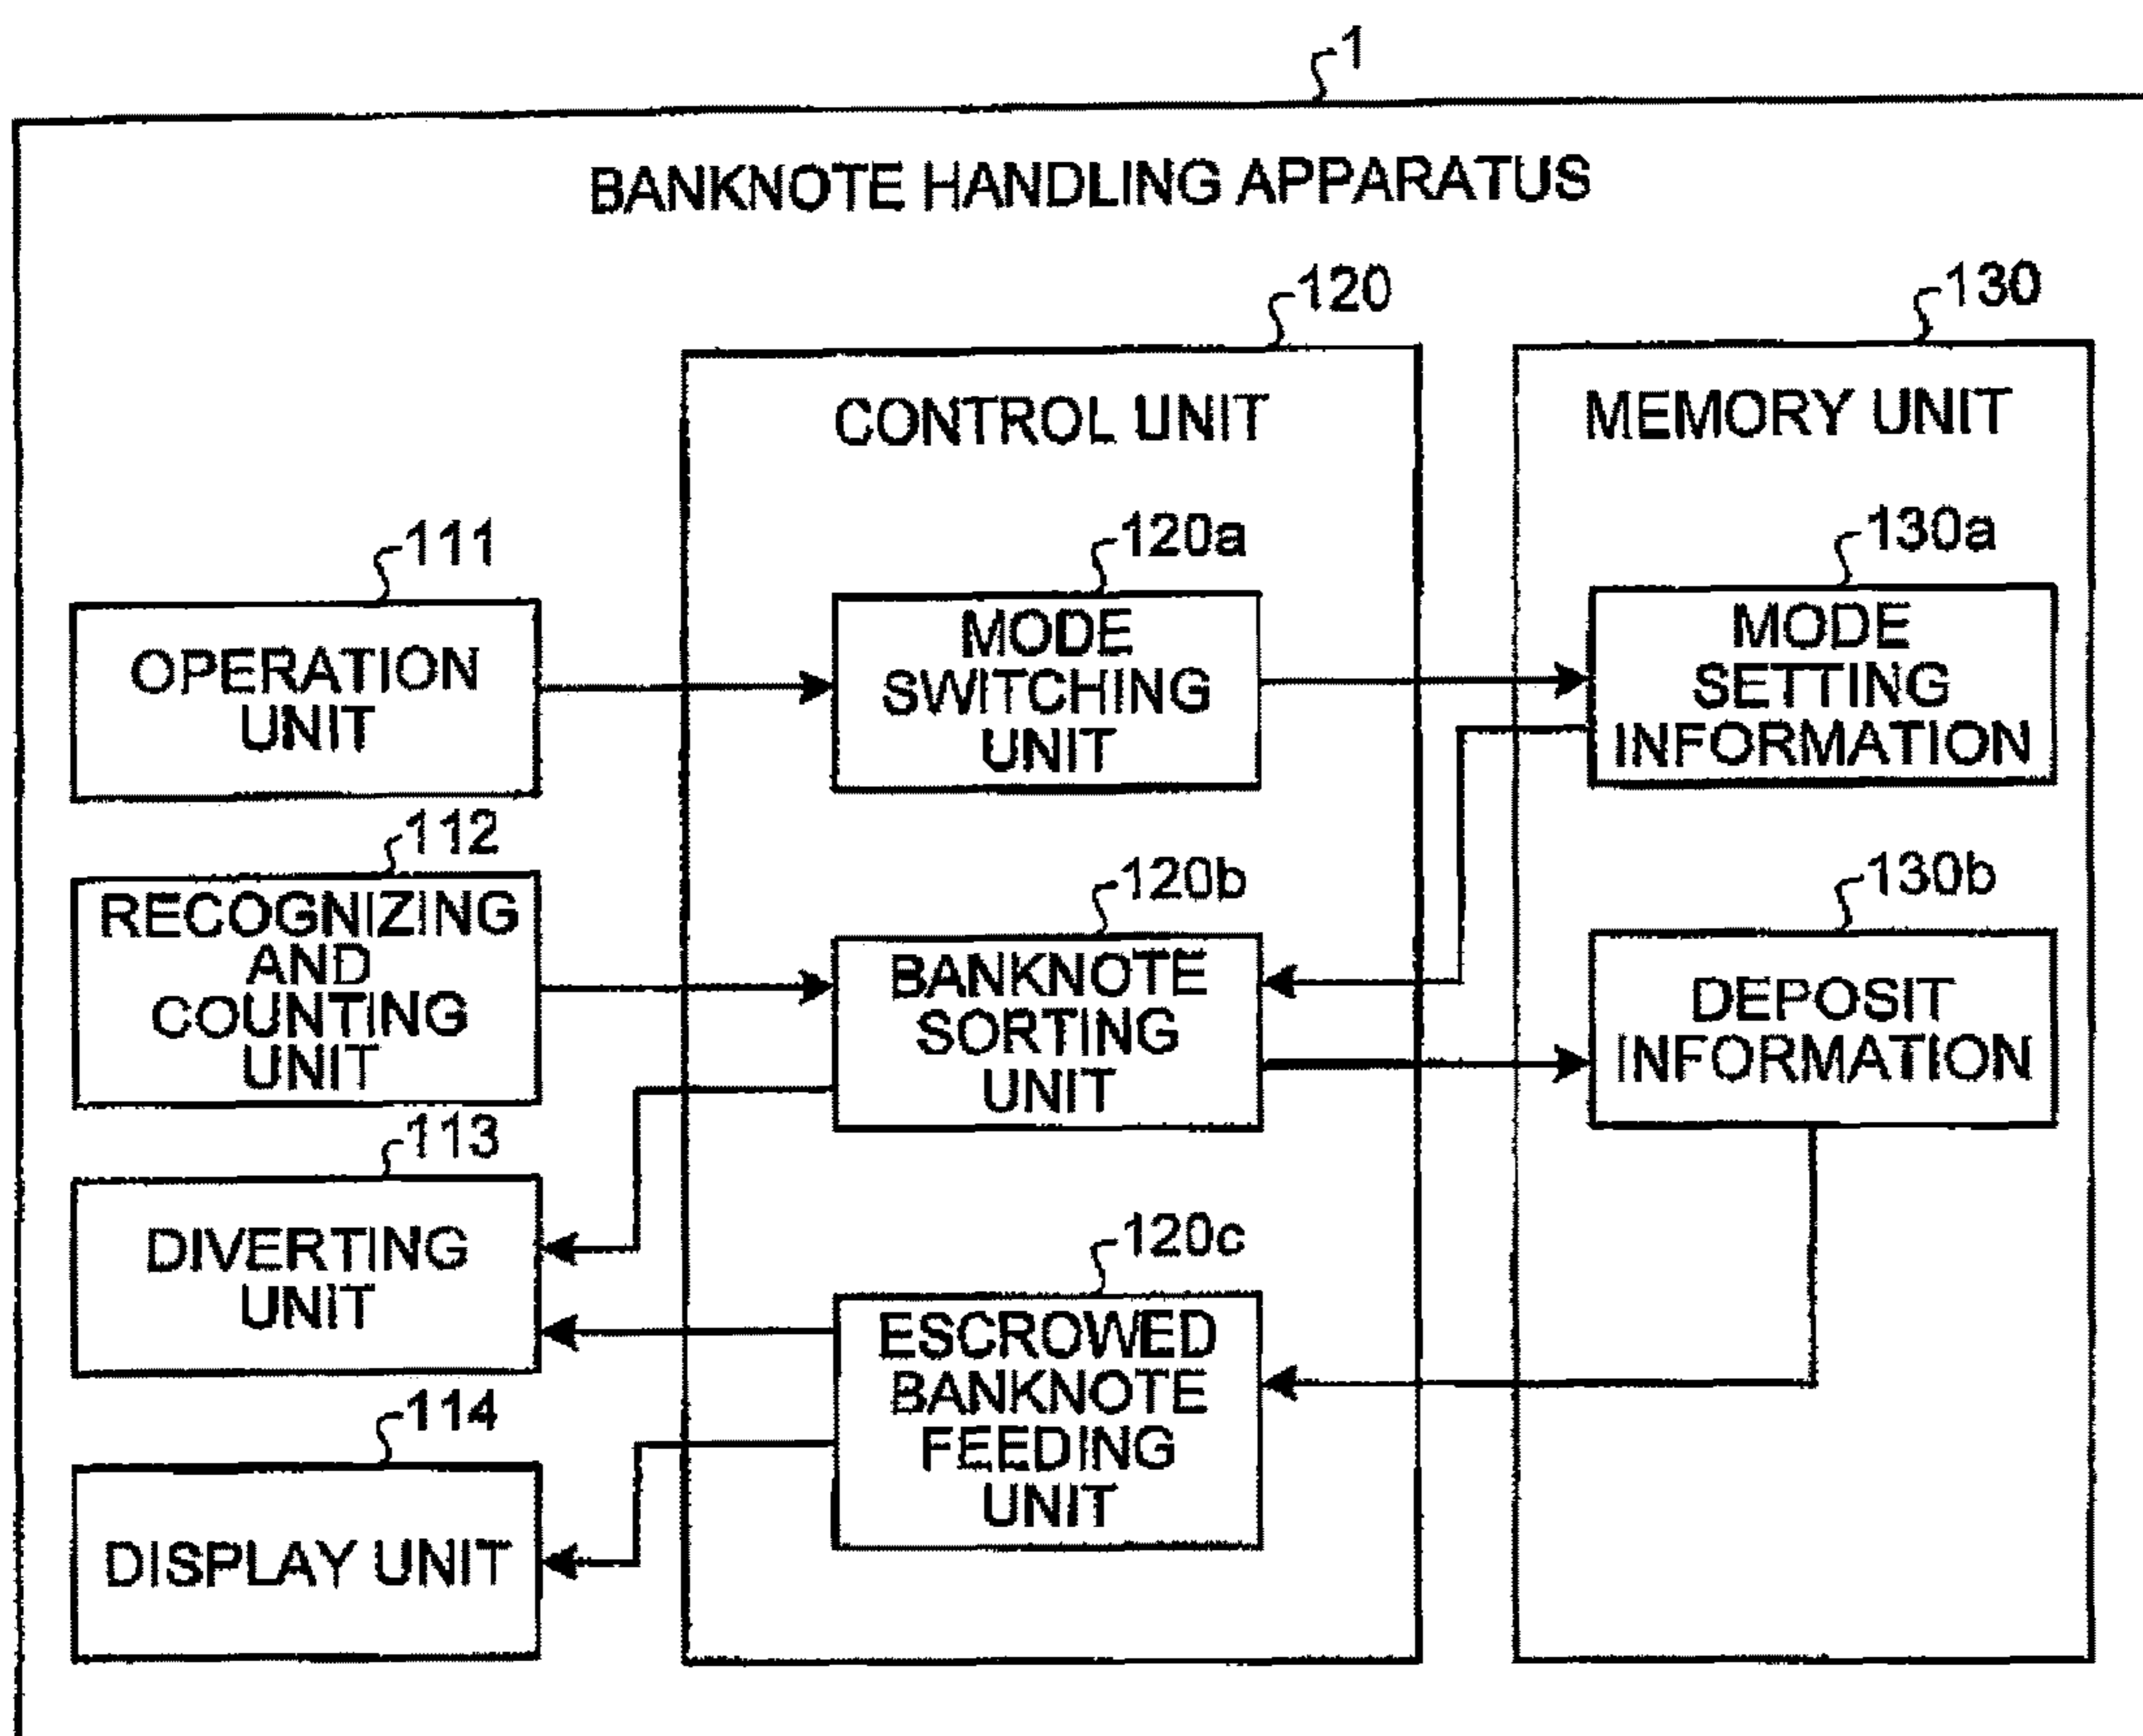 1
BANKNOTE HANDLING APPARATUS
120
130
CONTROL UNIT
MEMORY UNIT
111
120a
130a
OPERATION
UNIT
MODE
SWITCHING
UNIT
MODE
SETTING
INFORMATION
112
120b
130b
RECOGNIZING
AND
COUNTING
UNIT
BANKNOTE
SORTING
UNIT
DEPOSIT
INFORMATION
113
120c
DIVERTING
UNIT
ESCROWED
BANKNOTE
FEEDING
UNIT
114
DISPLAY UNIT